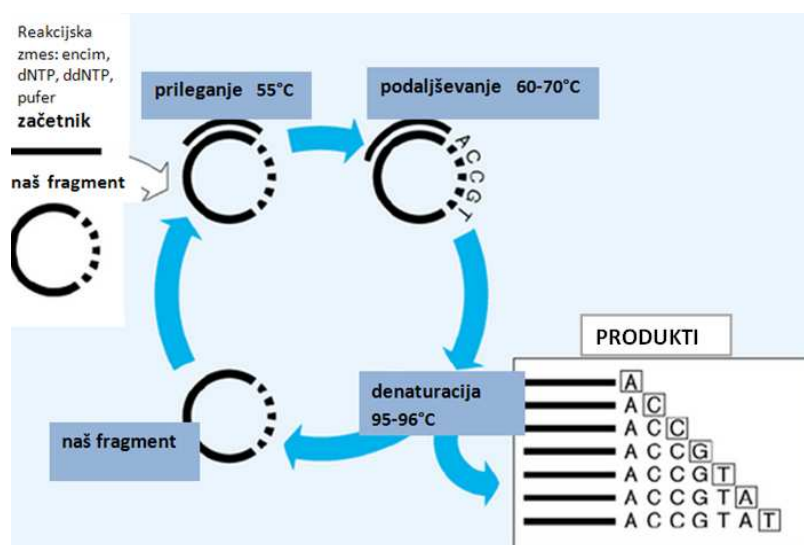 Reakcijska
zmes: encim,
dNTP, ddNTP,
pufer
začetnik
naš fragment
prileganje 55°C
podaljševanje 60-70°C
ACCGT
denaturacija
95-96°C
naš fragment
PRODUKTI
A
A C
A C C
A C C G
A C C G T
A C C G T A
A C C G T A T